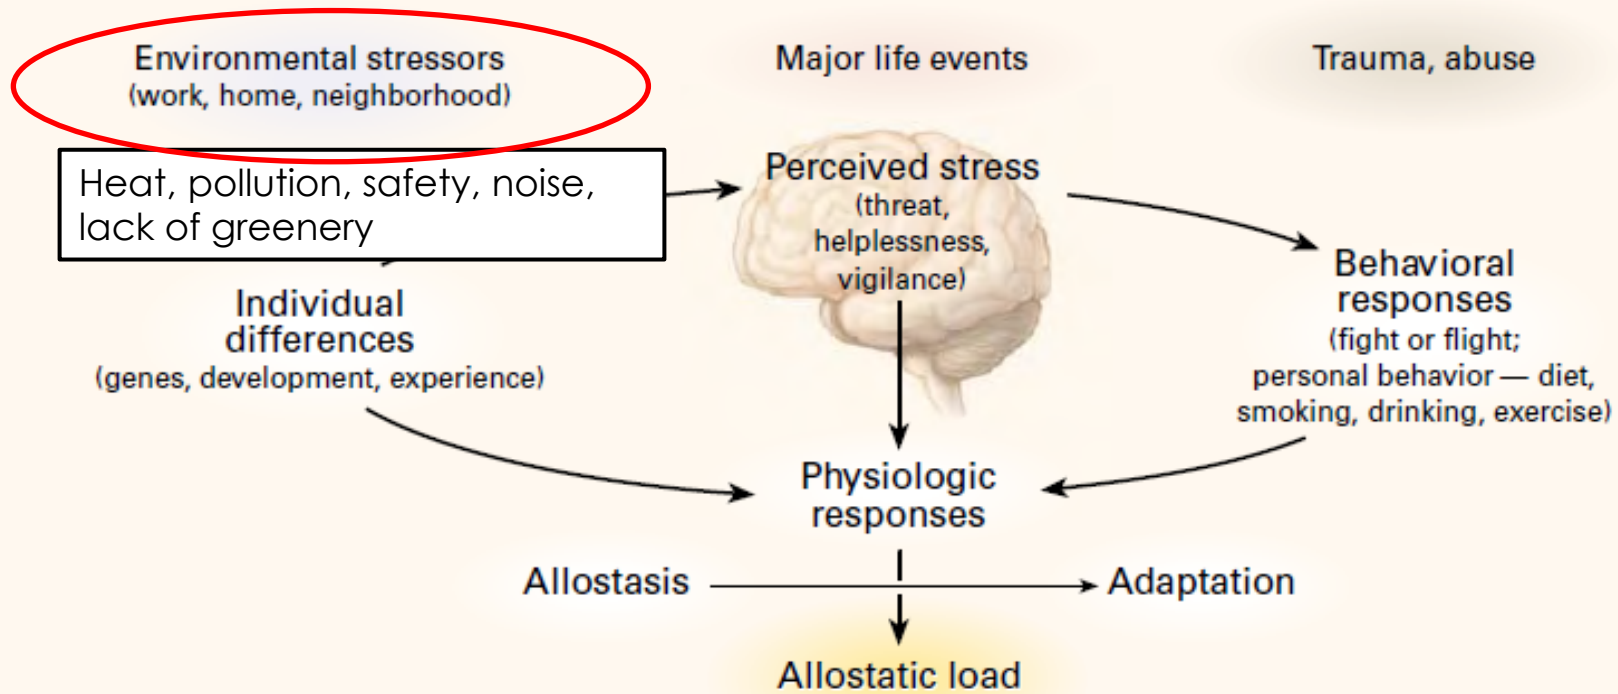 Environmental stressors
(work, home, neighborhood)
Major life events
Trauma, abuse
Heat, pollution, safety, noise,
lack of greenery
Perceived stress
(threat,
helplessness,
vigilance)
Individual
differences
(genes, development, experience)
Behavioral
responses
(fight or flight;
personal behavior — diet,
smoking, drinking, exercise)
Physiologic
responses
Allostasis
Adaptation
Allostatic load